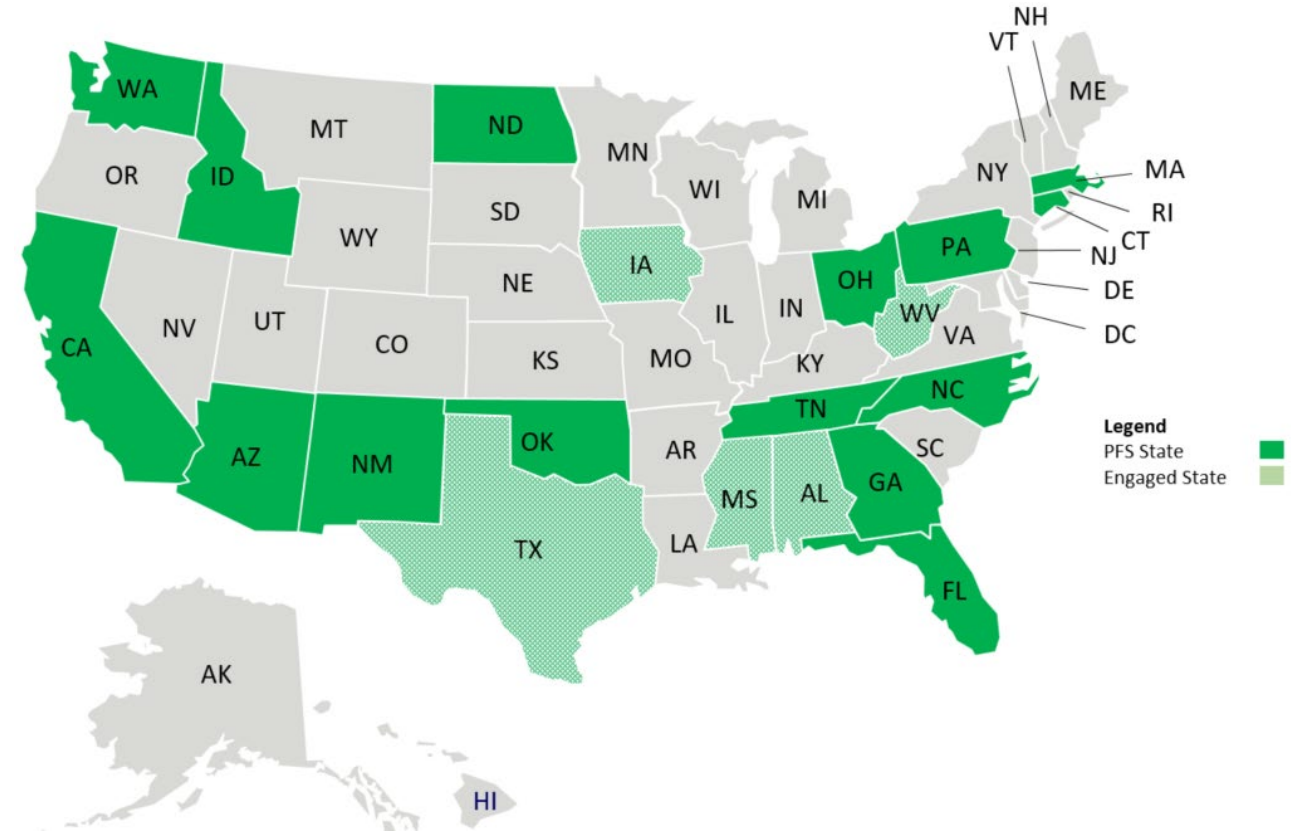 NH
VT
WA
ME
MT
ND
MN
OR
ID
NY
MA
WI
MI
SD
RI
WY
CT
PA
NJ
IA
OH
NE
DE
IL
IN
WV
UT
NV
DC
VA
CO
CA
MO
KS
KY
NC
TN
Legend
OK
AR
SC
PFS State
AZ
NM
Engaged State
GA
MS
AL
TX
LA
FL
AK
HI